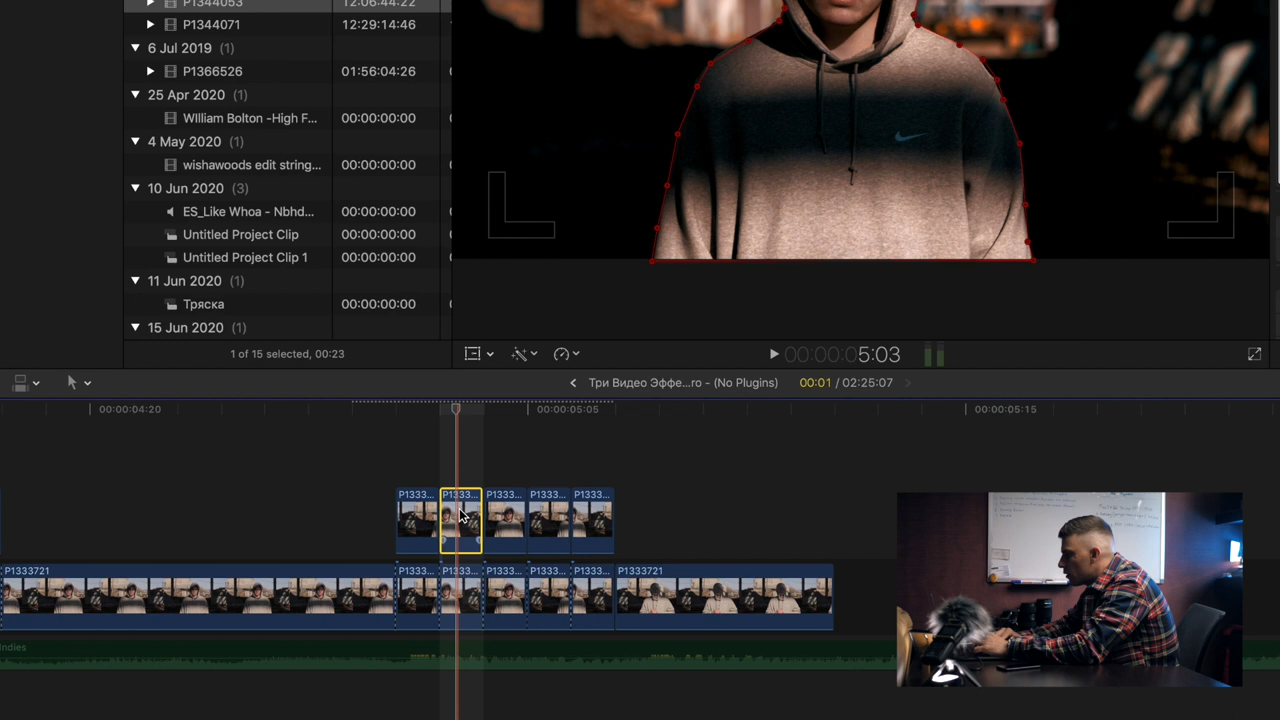 P1344053 12:06:44:22
P1344071 12:29:14:46
6 Jul 2019 (1)
P1366526 01:56:04:26
25 Apr 2020 (1)
WIlliam Bolton -High F... 00:00:00:00
4 May 2020 (1)
wishawoods edit string... 00:00:00:00
10 Jun 2020 (3)
ES_Like Whoa - Nbhd... 00:00:00:00
Untitled Project Clip 00:00:00:00
Untitled Project Clip 1 00:00:00:00
11 Jun 2020 (1)
Тряска 00:00:00:00
15 Jun 2020 (1)
1 of 15 selected, 00:23
00:00:05:03
Три Видео Эффе...ro - (No Plugins) 00:01 / 02:25:07
00:00:04:20 00:00:05:05 00:00:05:15
P1333... P1333... P1333... P1333... P1333...
P1333721 P1333... P1333... P1333... P1333... P1333... P1333721
Indies